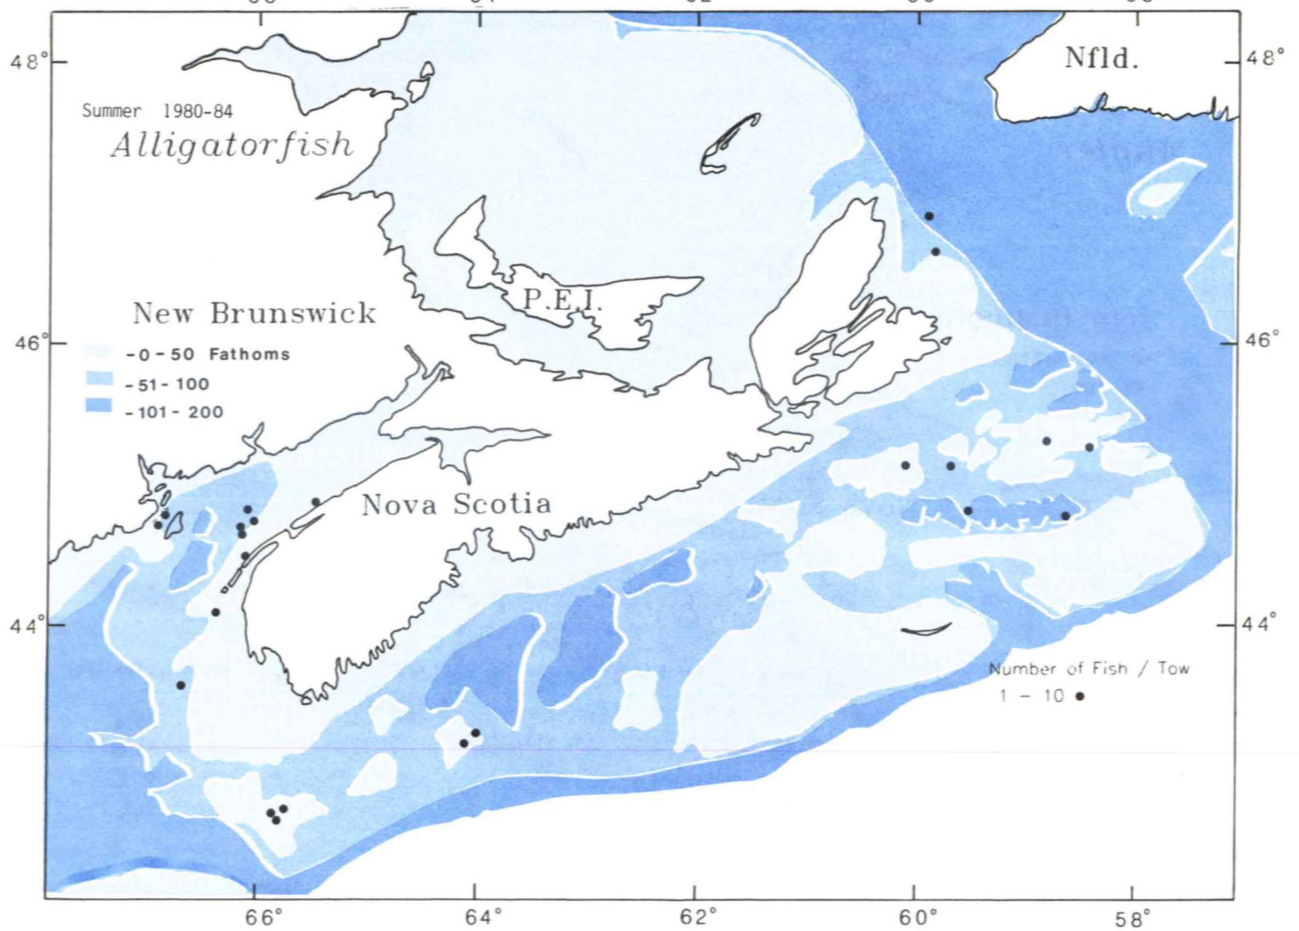 48°
48°
Nfld.
Summer 1980-84
Alligatorfish
P.E.I.
New Brunswick
46°
46°
-0-50 Fathoms
-51-100
-101-200
Nova Scotia
44°
44°
Number of Fish / Tow
1 - 10
66°
64°
62°
60°
58°